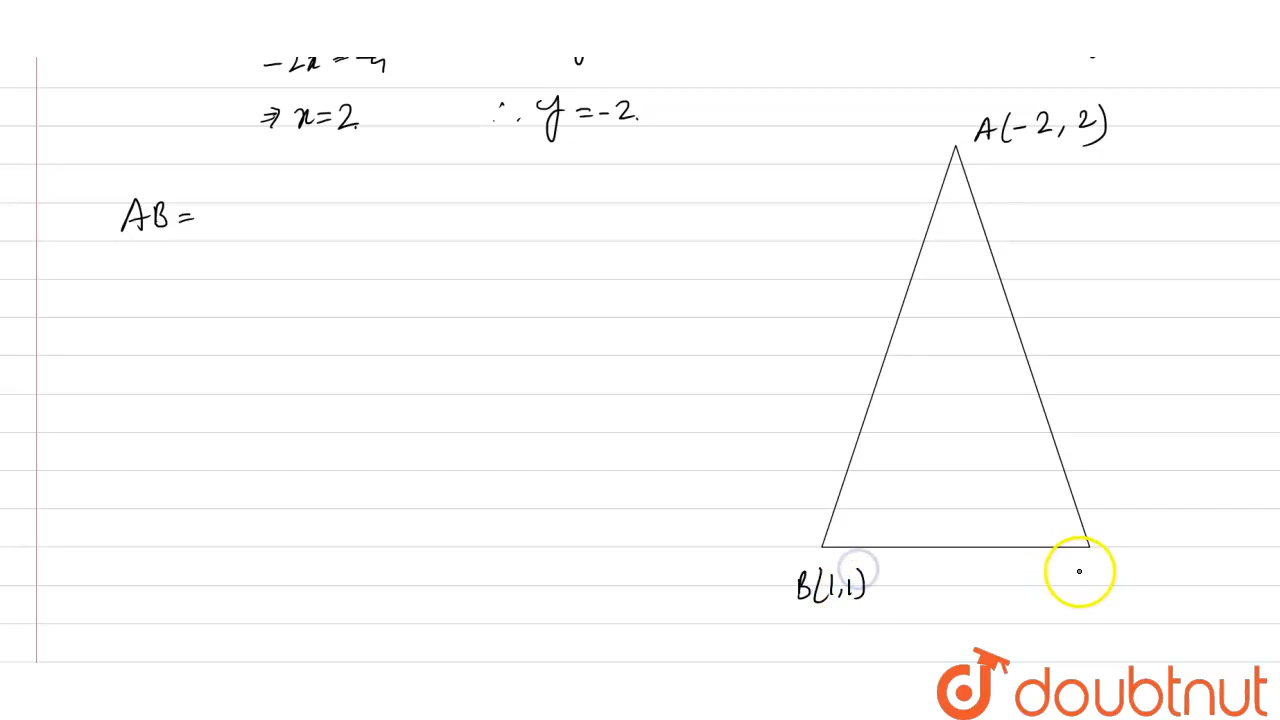 ⇒ x=2 ∴ y=-2.
A(-2, 2)
AB=
B(1,1)
doubtnut